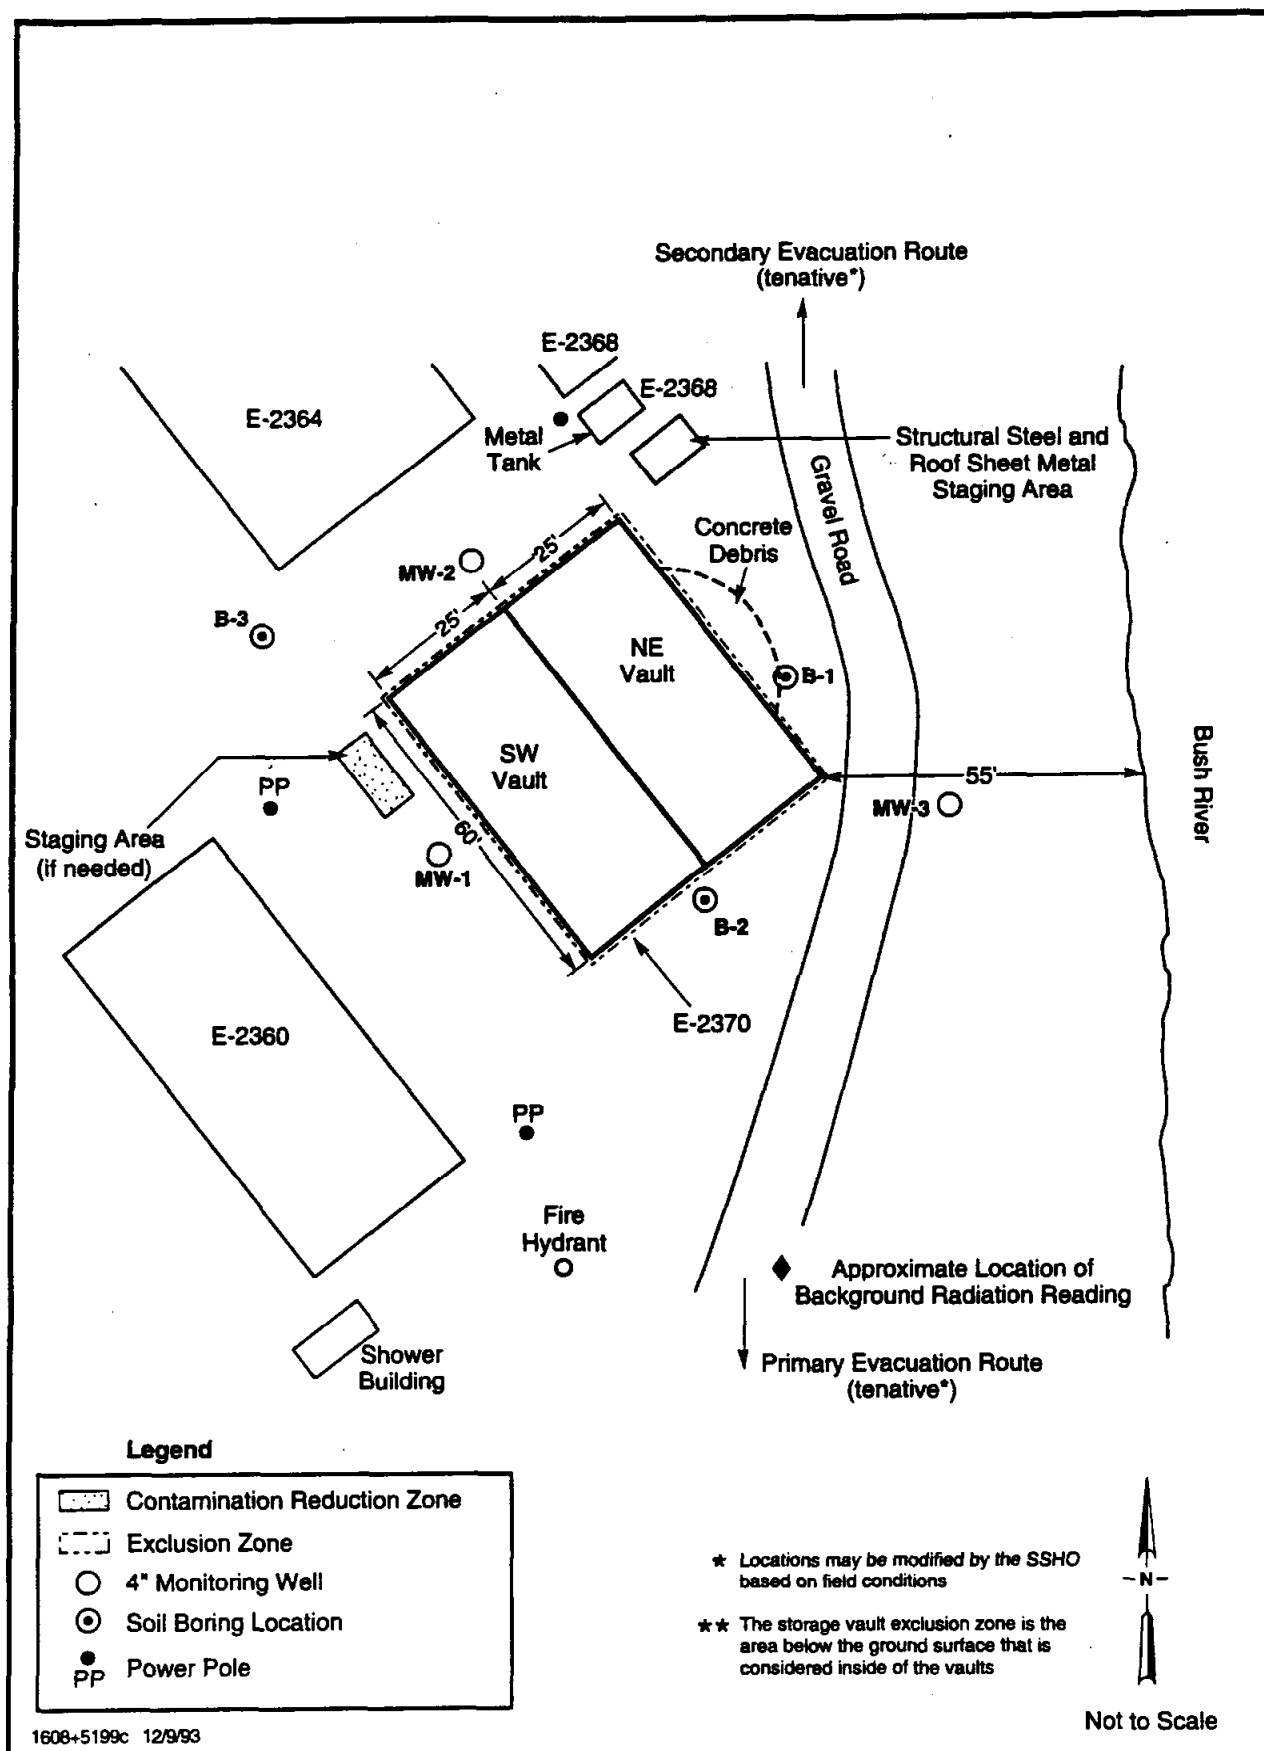 Secondary Evacuation Route
(tenative*)
E-2368
E-2368
E-2364
Metal
Tank
Structural Steel and
Roof Sheet Metal
Staging Area
Gravel Road
Concrete
Debris
25'
MW-2
25'
B-3
NE
Vault
B-1
SW
Vault
Bush River
PP
55'
MW-3
60'
Staging Area
(if needed)
MW-1
B-2
E-2370
E-2360
PP
Fire
Hydrant
Approximate Location of
Background Radiation Reading
Shower
Building
Primary Evacuation Route
(tenative*)
Legend
Contamination Reduction Zone
Exclusion Zone
4" Monitoring Well
Soil Boring Location
PP Power Pole
* Locations may be modified by the SSHO
based on field conditions
** The storage vault exclusion zone is the
area below the ground surface that is
considered inside of the vaults
-N-
Not to Scale
1608+5199c 12/9/93